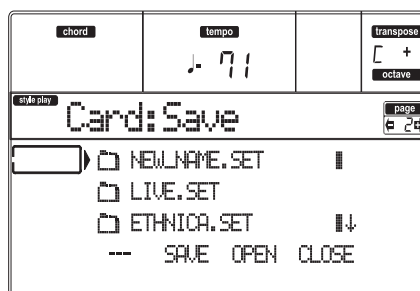 chord
tempo
transpose
♩. 71
C +
octave
style play
Card:Save
page
2
NEW_NAME.SET
LIVE.SET
ETHNICA.SET
--- SAVE OPEN CLOSE